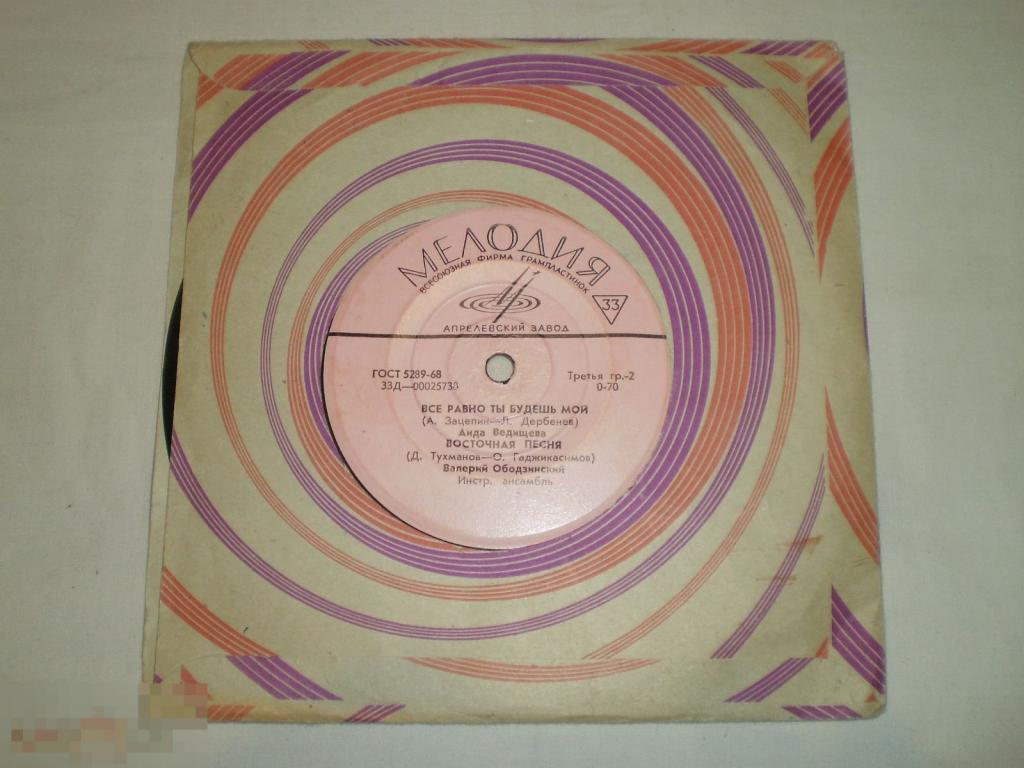 МЕЛОДИЯ
ВСЕСОЮЗНАЯ ФИРМА ГРАМПЛАСТИНОК
33
АПРЕЛЕВСКИЙ ЗАВОД
ГОСТ 5289-68
Третья гр.-2
33Д—00025738
0-70
ВСЕ РАВНО ТЫ БУДЕШЬ МОЙ
(А. Зацепин—Л. Дербенев)
Аида Ведищева
ВОСТОЧНАЯ ПЕСНЯ
(Д. Тухманов—О. Гаджикасимов)
Валерий Ободзинский
Инстр. ансамбль